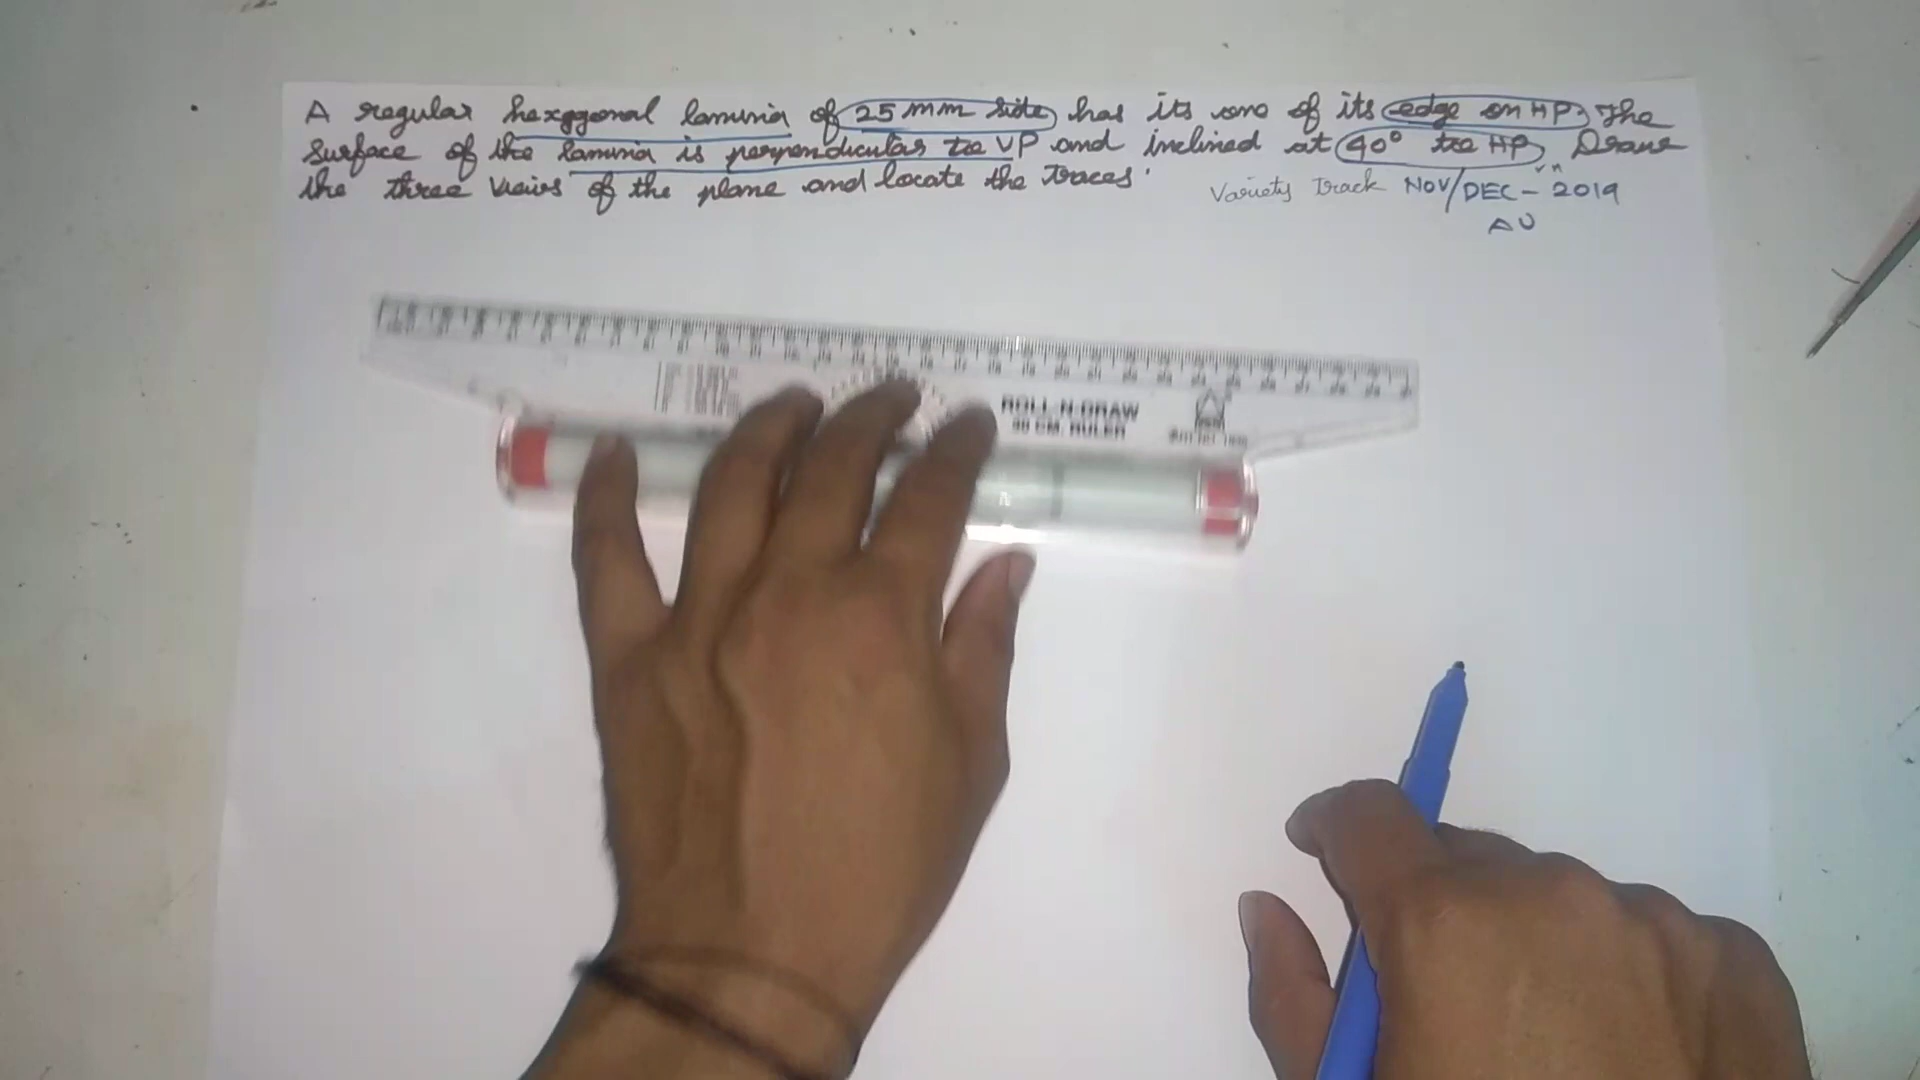 A regular hexagonal lamina of 25 mm side has its one of its edge on HP. The
Surface of the lamina is perpendicular to VP and inclined at 40° to HP. Draw
the three views of the plane and locate the traces.
Variety Track NOV/DEC - 2019
AU
ROLL-N-DRAW
30 CM. RULER